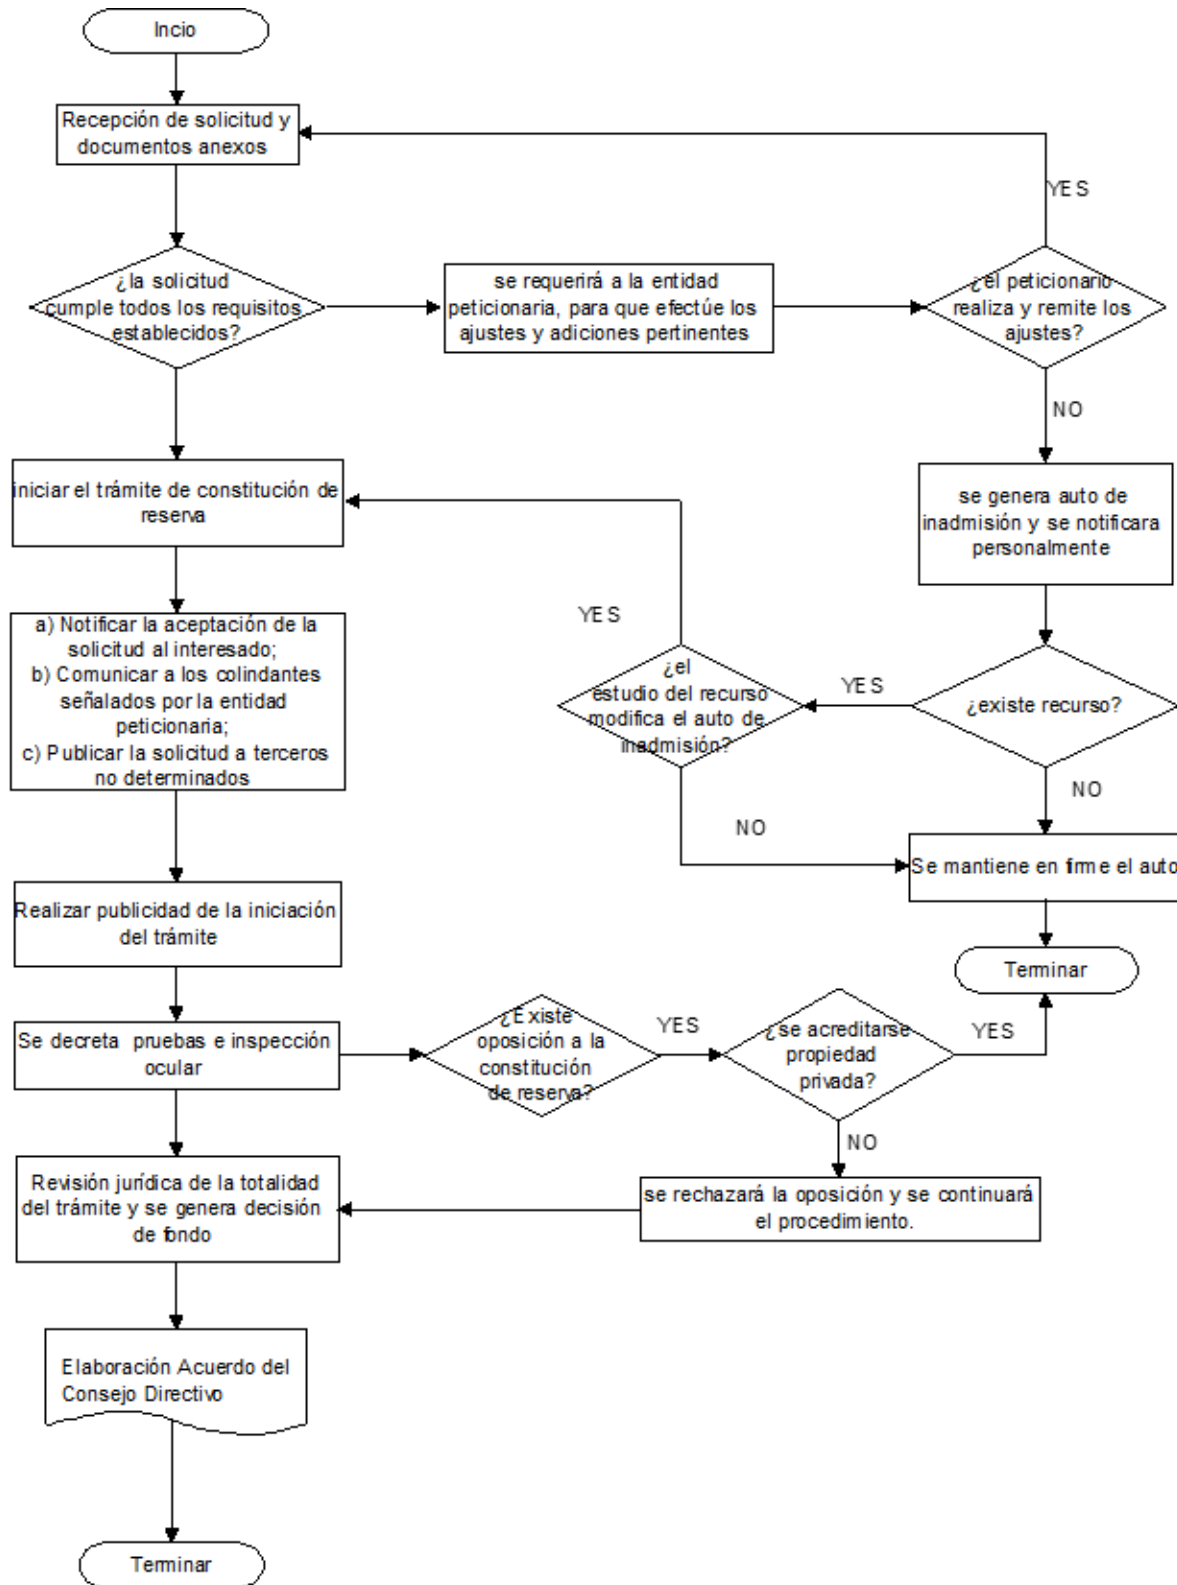 Incio
Recepción de solicitud y
documentos anexos
YES
¿la solicitud
cumple todos los requisitos
establecidos?
se requerirá a la entidad
peticionaria, para que efectúe los
ajustes y adiciones pertinentes
¿el peticionario
realiza y remite los
ajustes?
NO
iniciar el trámite de constitución de
reserva
se genera auto de
inadmisión y se notificara
personalmente
a) Notificar la aceptación de la
solicitud al interesado;
b) Comunicar a los colindantes
señalados por la entidad
peticionaria;
c) Publicar la solicitud a terceros
no determinados
YES
¿el
estudio del recurso
modifica el auto de
inadmisión?
YES
¿existe recurso?
NO
NO
Se mantiene en firme el auto
Realizar publicidad de la iniciación
del trámite
Terminar
Se decreta pruebas e inspección
ocular
¿Existe
oposición a la
constitución
de reserva?
YES
¿se acreditarse
propiedad
privada?
YES
NO
Revisión jurídica de la totalidad
del trámite y se genera decisión
de fondo
se rechazará la oposición y se continuará
el procedimiento.
Elaboración Acuerdo del
Consejo Directivo
Terminar